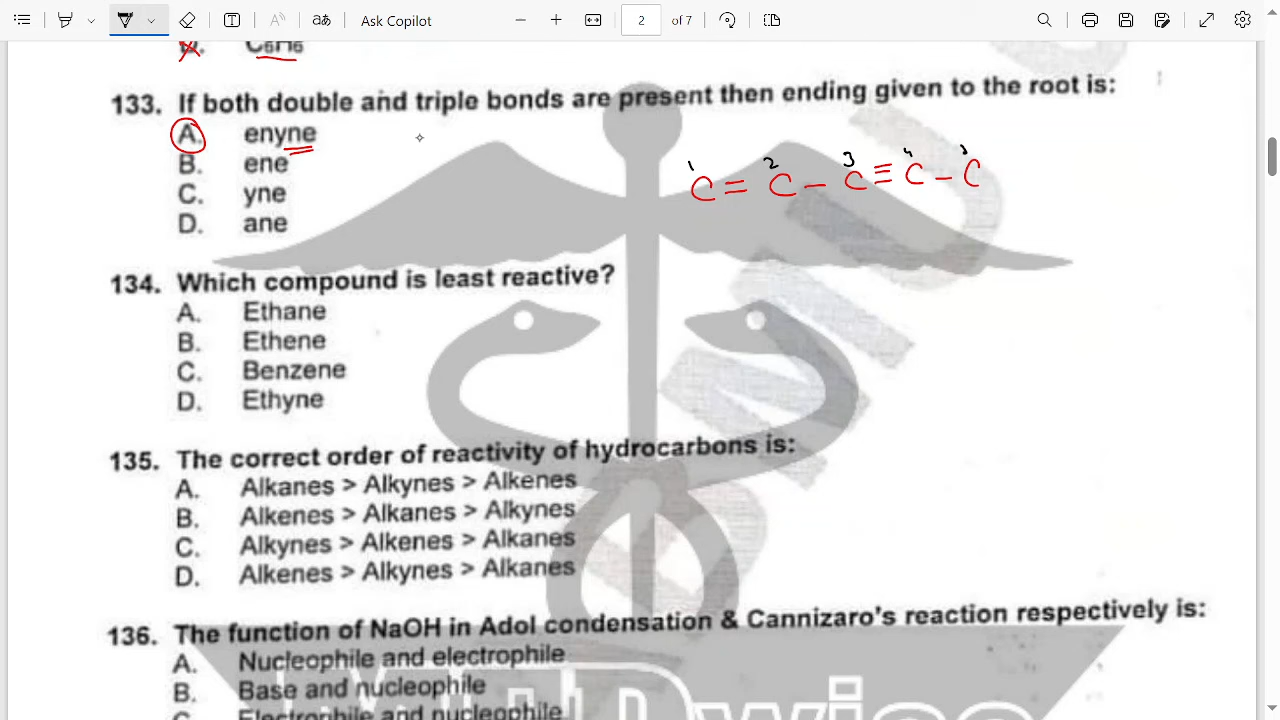 Ask Copilot
2
of 7
D. C6H6
133. If both double and triple bonds are present then ending given to the root is:
A. enyne
B. ene
C. yne
D. ane
1 2 3 4
C = C - C ≡ C - C
134. Which compound is least reactive?
A. Ethane
B. Ethene
C. Benzene
D. Ethyne
135. The correct order of reactivity of hydrocarbons is:
A. Alkanes > Alkynes > Alkenes
B. Alkenes > Alkanes > Alkynes
C. Alkynes > Alkenes > Alkanes
D. Alkenes > Alkynes > Alkanes
136. The function of NaOH in Adol condensation & Cannizaro's reaction respectively is:
A. Nucleophile and electrophile
B. Base and nucleophile
C. Electrophile and nucleophile